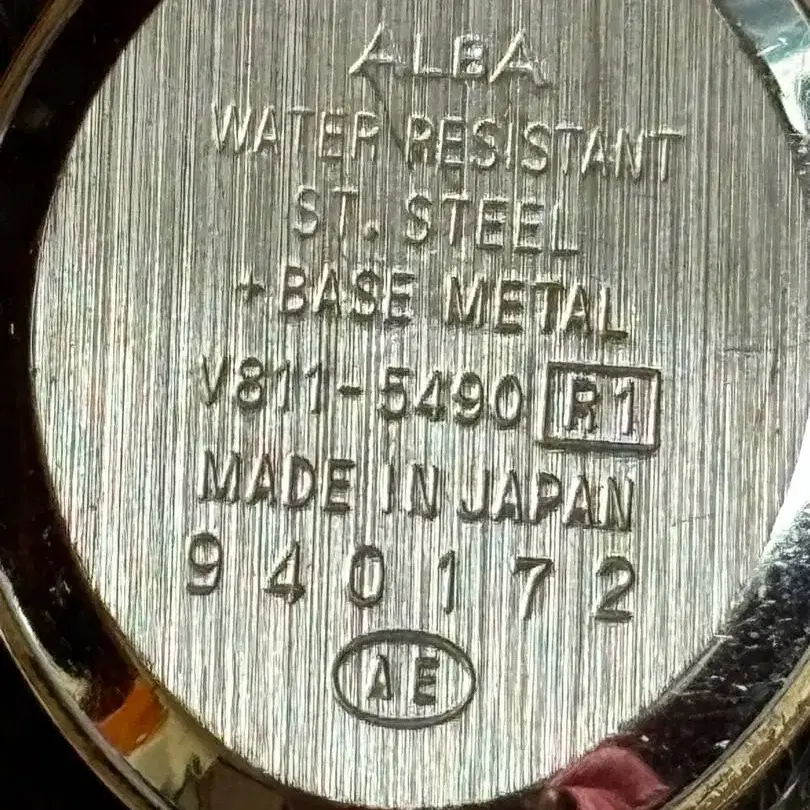 ALBA
WATER RESISTANT
ST. STEEL
+ BASE METAL
V811-5490 R1
MADE IN JAPAN
940172
AE